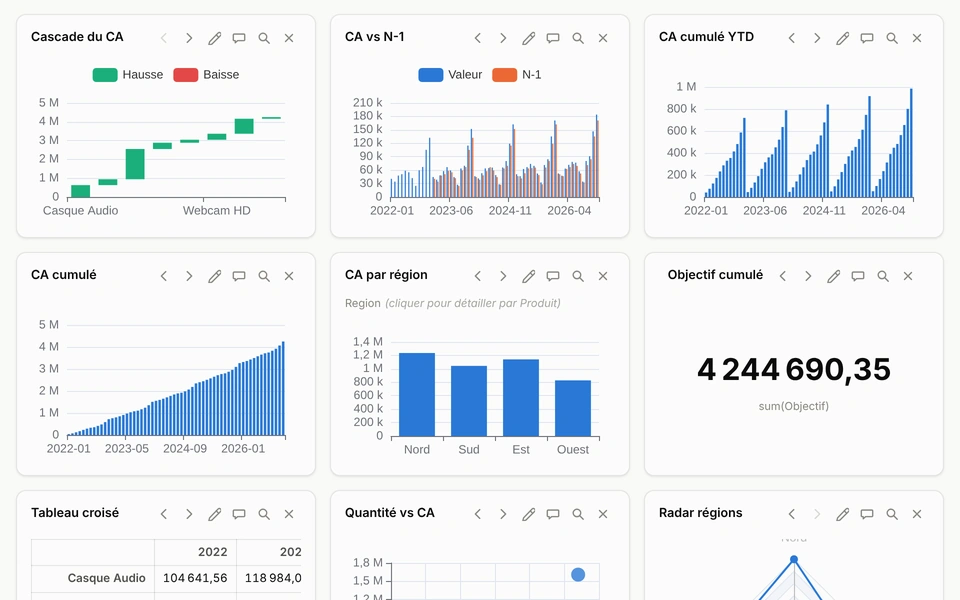 Cascade du CA
Hausse
Baisse
5 M
4 M
3 M
2 M
1 M
0
Casque Audio
Webcam HD
CA vs N-1
Valeur
N-1
210 k
180 k
150 k
120 k
90 k
60 k
30 k
0
2022-01
2023-06
2024-11
2026-04
CA cumulé YTD
1 M
800 k
600 k
400 k
200 k
0
2022-01
2023-06
2024-11
2026-04
CA cumulé
5 M
4 M
3 M
2 M
1 M
0
2022-01
2023-05
2024-09
2026-01
CA par région
Region (cliquer pour détailler par Produit)
1,4 M
1,2 M
1 M
800 k
600 k
400 k
200 k
0
Nord
Sud
Est
Ouest
Objectif cumulé
4 244 690,35
sum(Objectif)
Tableau croisé
2022
202
Casque Audio
104 641,56
118 984,0
Quantité vs CA
1,8 M
1,5 M
1,2 M
Radar régions
Nord